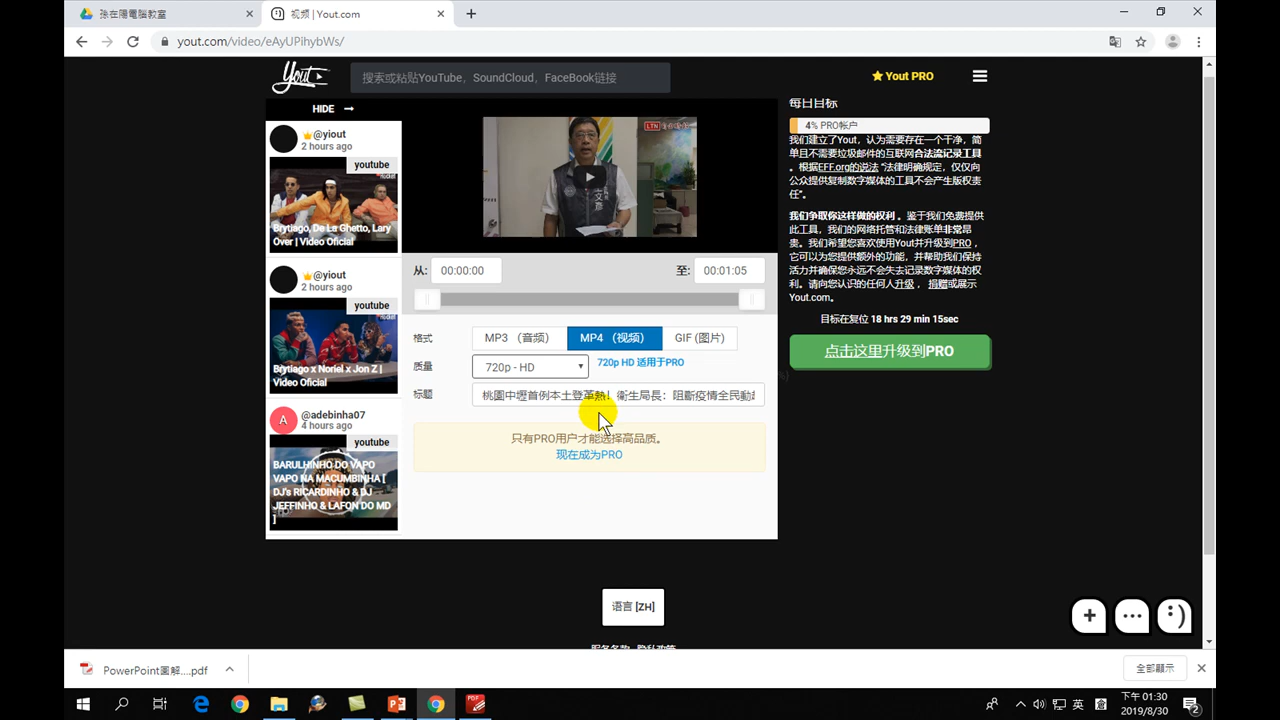 孫在陽電腦教室
视频 | Yout.com
yout.com/video/eAyUPihybWs/
Yout
搜索或粘贴YouTube，SoundCloud，FaceBook链接
Yout PRO
HIDE
@yiout
2 hours ago
youtube
Brytiago, De La Ghetto, Lary
Over | Video Oficial
@yiout
2 hours ago
youtube
Brytiago x Noriel x Jon Z |
Video Oficial
A
@adebinha07
4 hours ago
youtube
BARULHINHO DO VAPO
VAPO NA MACUMBINHA [
DJ's RICARDINHO & DJ
JEFFINHO & LAFON DO MD
]
LTN
从:
00:00:00
至:
00:01:05
格式
MP3 （音频）
MP4 （视频）
GIF (图片)
质量
720p - HD
720p HD 适用于PRO
标题
桃園中壢首例本土登革熱！衛生局長：阻斷疫情全民動起
只有PRO用户才能选择高品质。
现在成为PRO
每日目标
4% PRO帐户
我们建立了Yout，认为需要存在一个干净，简
单且不需要垃圾邮件的互联网合法流记录工具
。根据EFF.org的说法 "法律明确规定，仅仅向
公众提供复制数字媒体的工具不会产生版权责
任"。
我们争取你这样做的权利 。鉴于我们免费提供
此工具，我们的网络托管和法律账单非常昂
贵。我们希望您喜欢使用Yout并升级到PRO，
它可以为您提供额外的功能，并帮助我们保持
活力并确保您永远不会失去记录数字媒体的权
利。请向您认识的任何人升级 ， 捐赠或展示
Yout.com。
目标在复位 18 hrs 29 min 15sec
点击这里升级到PRO
语言 [ZH]
服务条款 隐私政策
PowerPoint圖解....pdf
全部顯示
英
下午 01:30
2019/8/30
2